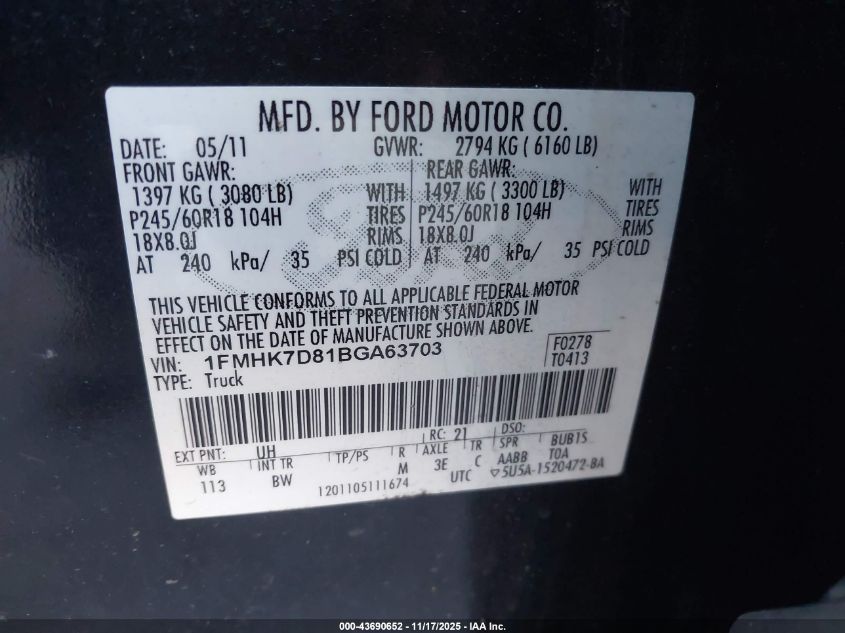 MFD. BY FORD MOTOR CO.
DATE: 05/11 GVWR: 2794 KG ( 6160 LB)
FRONT GAWR: REAR GAWR:
1397 KG ( 3080 LB) WITH 1497 KG ( 3300 LB) WITH
P245/60R18 104H TIRES P245/60R18 104H TIRES
18X8.0J RIMS 18X8.0J RIMS
AT 240 kPa/ 35 PSI COLD AT 240 kPa/ 35 PSI COLD
THIS VEHICLE CONFORMS TO ALL APPLICABLE FEDERAL MOTOR
VEHICLE SAFETY AND THEFT PREVENTION STANDARDS IN
EFFECT ON THE DATE OF MANUFACTURE SHOWN ABOVE.
VIN: 1FMHK7D81BGA63703 F0278
TYPE: Truck T0413
RC: 21 DSO:
EXT PNT: UH
WB INT TR TP/PS R AXLE TR SPR BUB1S
113 BW M 3E C AABB TOA
1201105111674 UTC ▽5U5A-1520472-BA
000-43690652 - 11/17/2025 - IAA Inc.